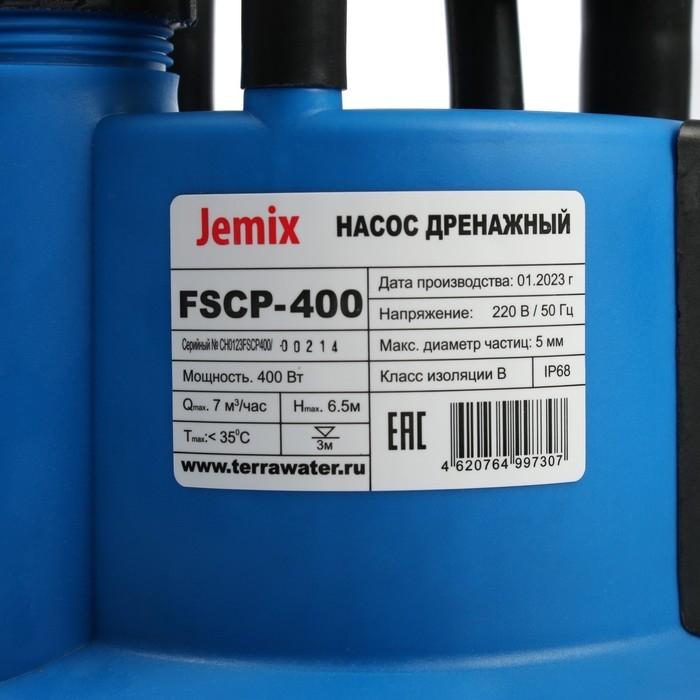 Jemix НАСОС ДРЕНАЖНЫЙ
FSCP-400
Серийный № CH0123FSCP400/ 00214
Мощность. 400 Вт
Qmax. 7 м³/час
Hmax. 6.5м
Tmax:< 35⁰C
3м
www.terrawater.ru
Дата производства: 01.2023 г
Напряжение: 220 В / 50 Гц
Макс. диаметр частиц: 5 мм
Класс изоляции B IP68
EAC
4 620764 997307